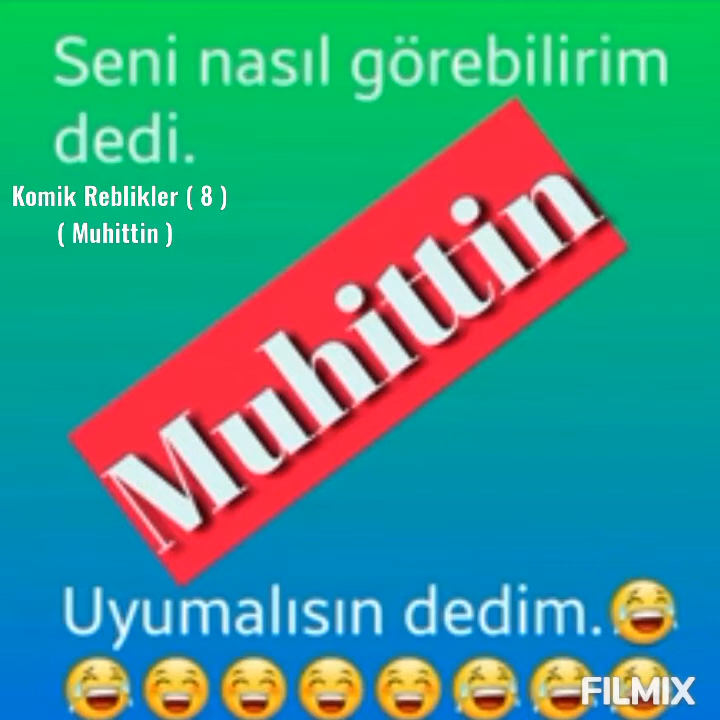 Seni nasıl görebilirim
dedi.
Komik Reblikler ( 8 )
( Muhittin )
Muhittin
Uyumalısın dedim.😂
😂😂😂😂😂😂😂😂
FILMIX